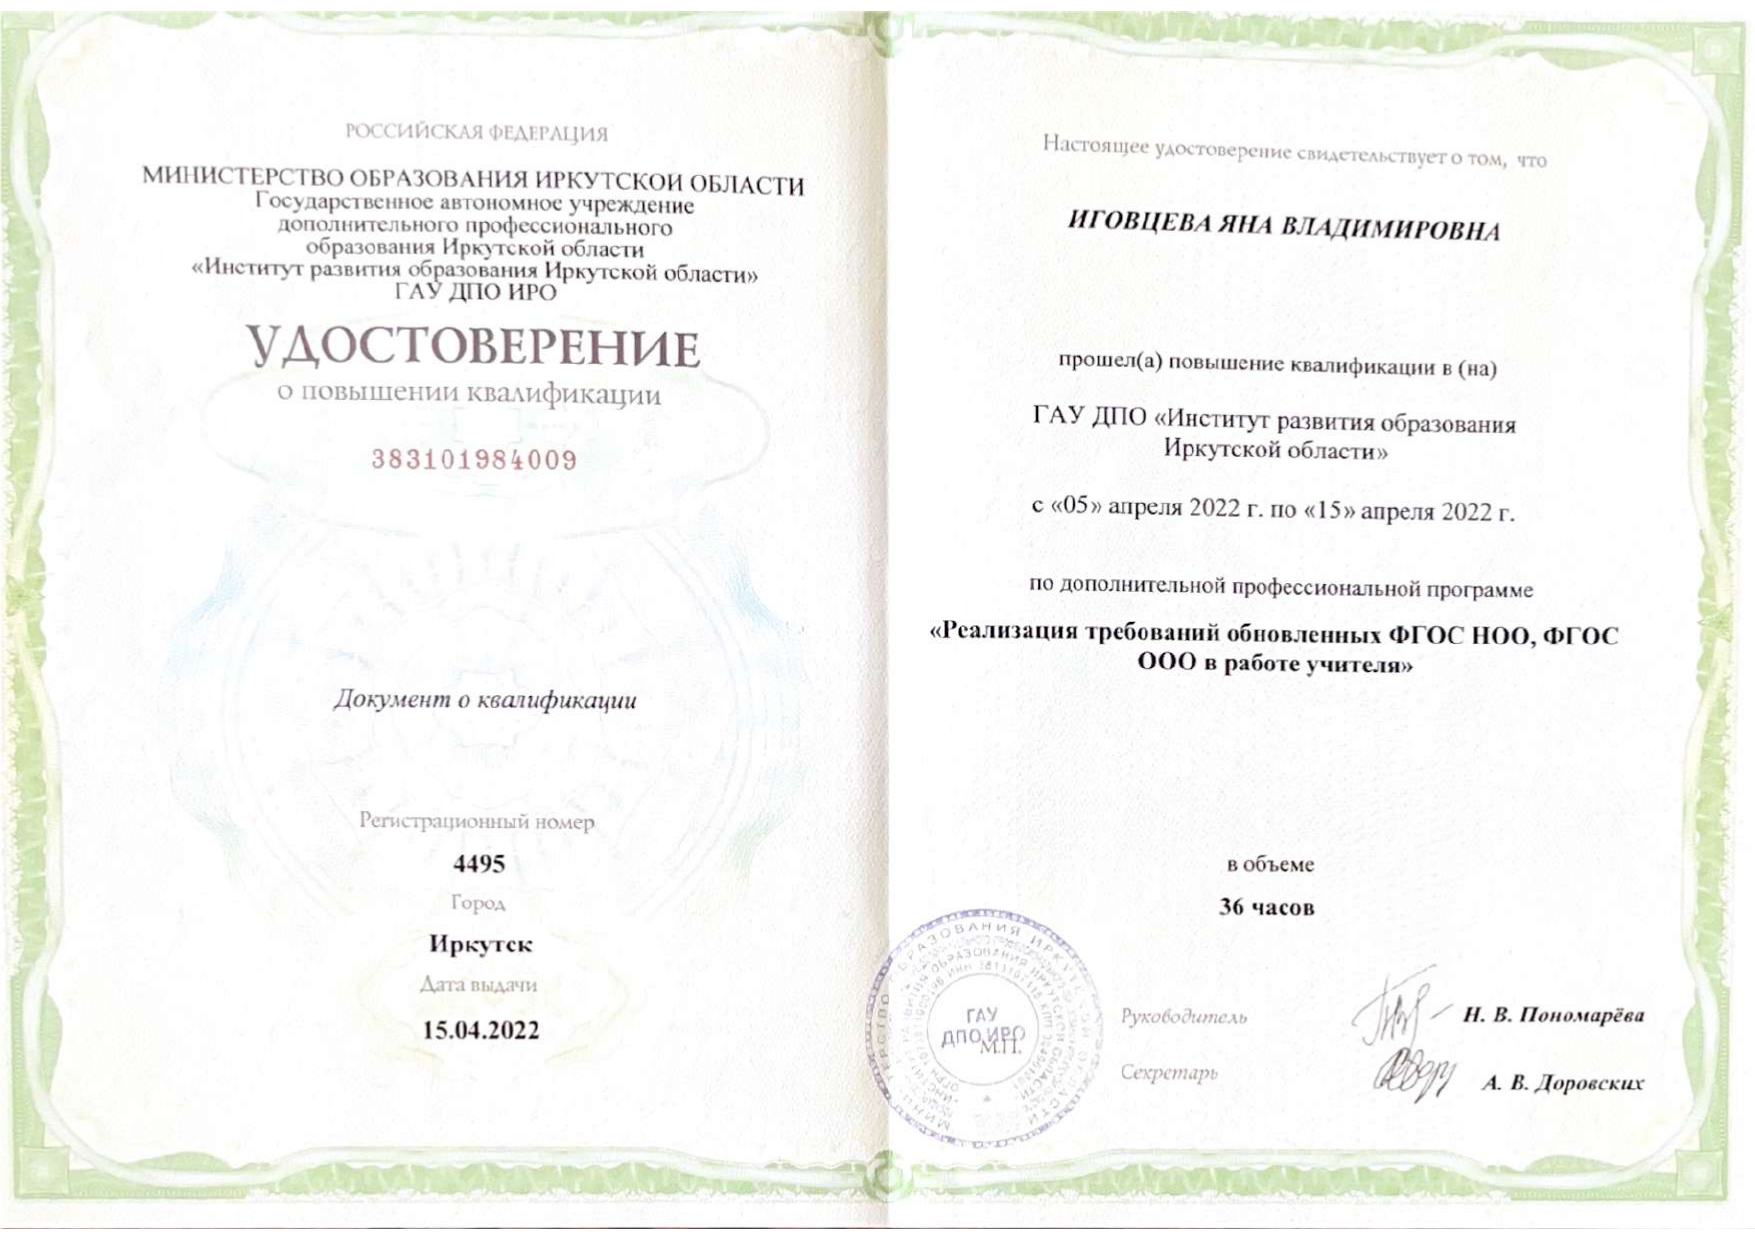 РОССИЙСКАЯ ФЕДЕРАЦИЯ
МИНИСТЕРСТВО ОБРАЗОВАНИЯ ИРКУТСКОЙ ОБЛАСТИ
Государственное автономное учреждение
дополнительного профессионального
образования Иркутской области
«Институт развития образования Иркутской области»
ГАУ ДПО ИРО
УДОСТОВЕРЕНИЕ
о повышении квалификации
383101984009
Документ о квалификации
Регистрационный номер
4495
Город
Иркутск
Дата выдачи
15.04.2022
Настоящее удостоверение свидетельствует о том, что
ИГОВЦЕВА ЯНА ВЛАДИМИРОВНА
прошел(а) повышение квалификации в (на)
ГАУ ДПО «Институт развития образования
Иркутской области»
с «05» апреля 2022 г. по «15» апреля 2022 г.
по дополнительной профессиональной программе
«Реализация требований обновленных ФГОС НОО, ФГОС
ООО в работе учителя»
в объеме
36 часов
ГАУ
ДПО ИРО
М.П.
Руководитель
Н. В. Пономарёва
Секретарь
А. В. Доровских